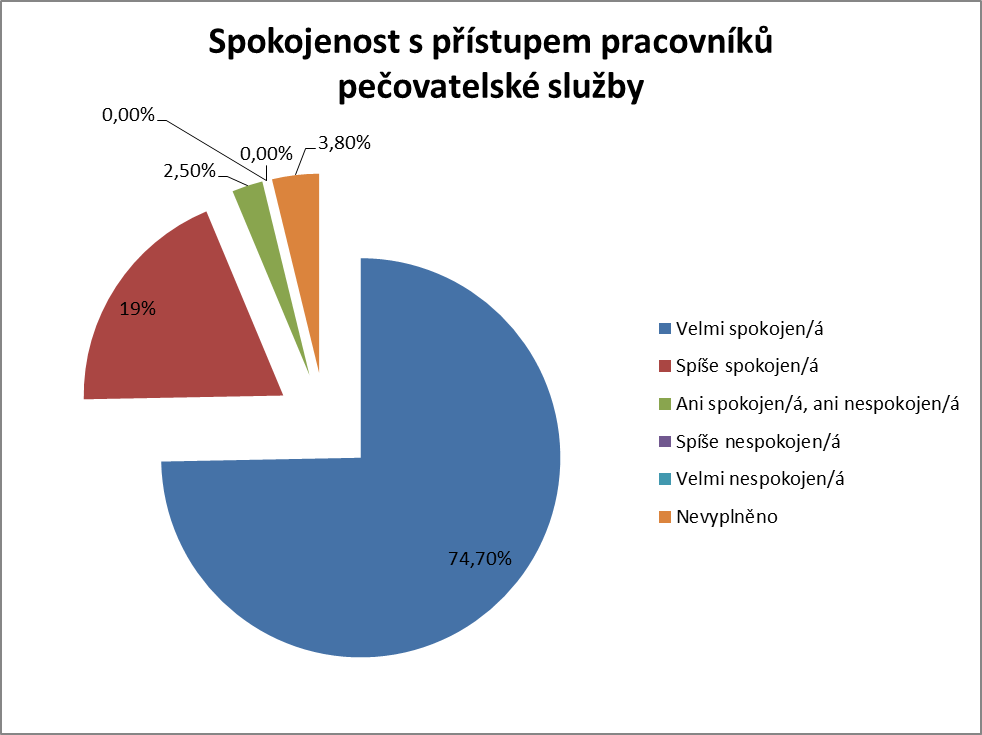 Spokojenost s přístupem pracovníků
pečovatelské služby
0,00%
0,00%
3,80%
2,50%
19%
74,70%
Velmi spokojen/á
Spíše spokojen/á
Ani spokojen/á, ani nespokojen/á
Spíše nespokojen/á
Velmi nespokojen/á
Nevyplněno